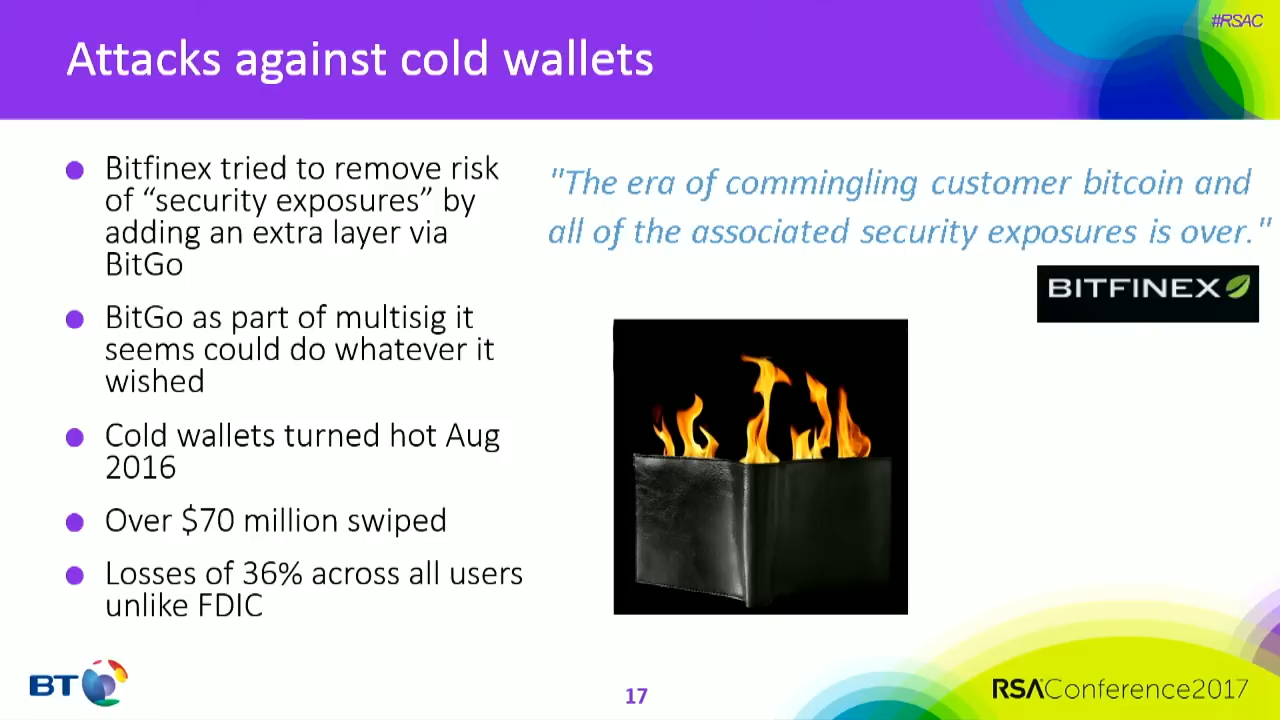 #RSAC
Attacks against cold wallets
Bitfinex tried to remove risk
of “security exposures” by
adding an extra layer via
BitGo
BitGo as part of multisig it
seems could do whatever it
wished
Cold wallets turned hot Aug
2016
Over $70 million swiped
Losses of 36% across all users
unlike FDIC
"The era of commingling customer bitcoin and
all of the associated security exposures is over."
BITFINEX
BT
17
RSAConference2017